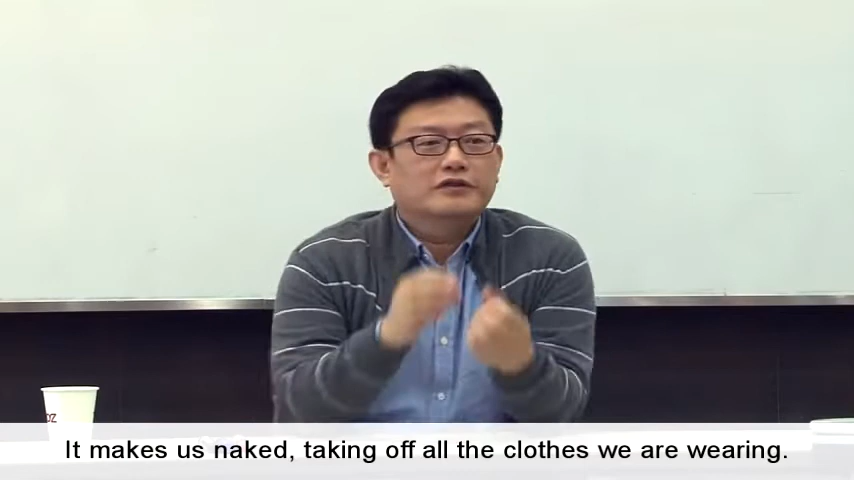 It makes us naked, taking off all the clothes we are wearing.